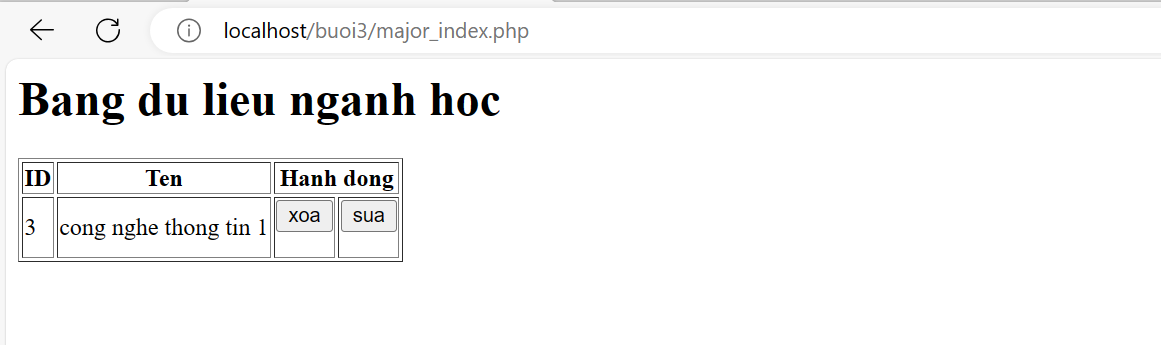 localhost/buoi3/major_index.php
Bang du lieu nganh hoc
ID Ten Hanh dong
3 cong nghe thong tin 1 xoa sua